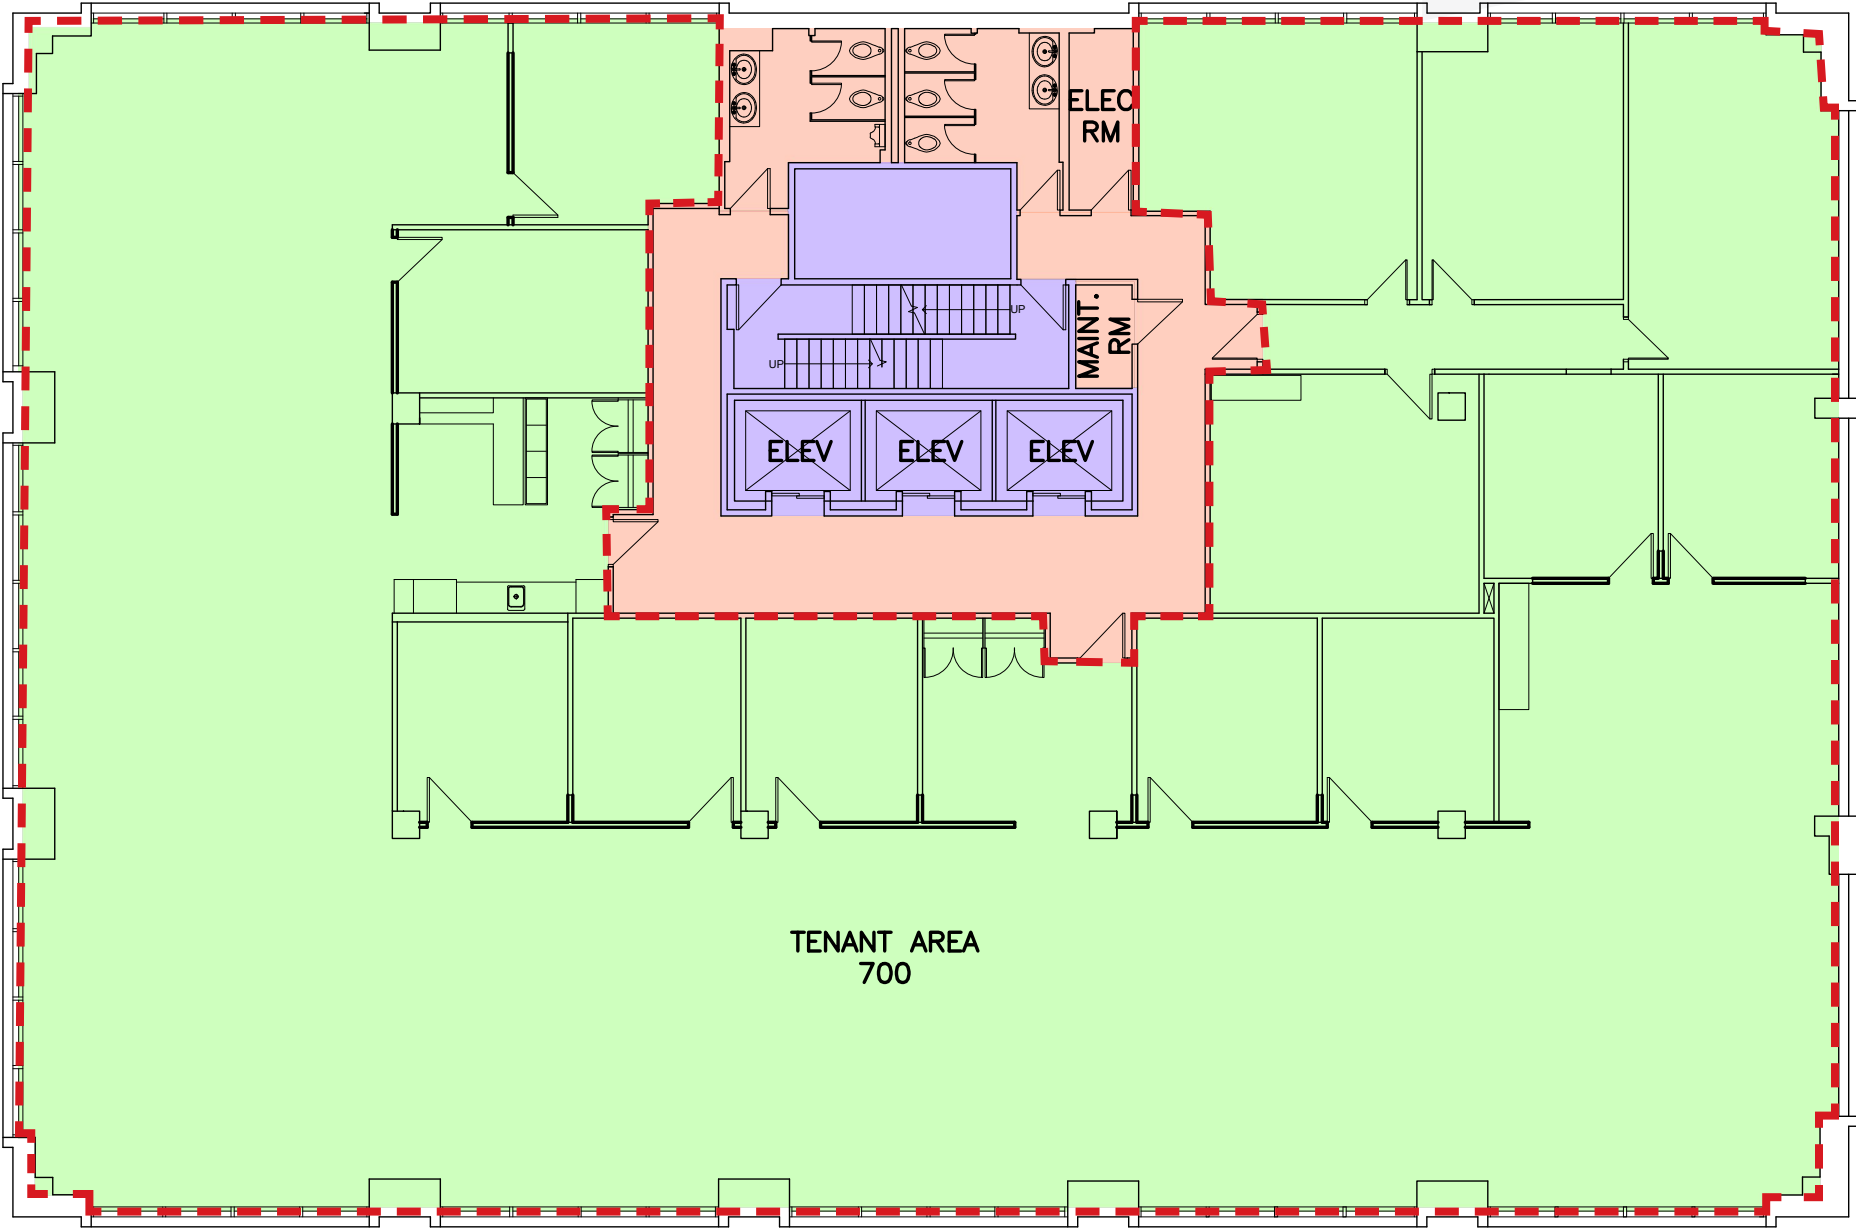 ELEC
RM
UP
MAINT.
RM
UP
ELEV
ELEV
ELEV
TENANT AREA
700